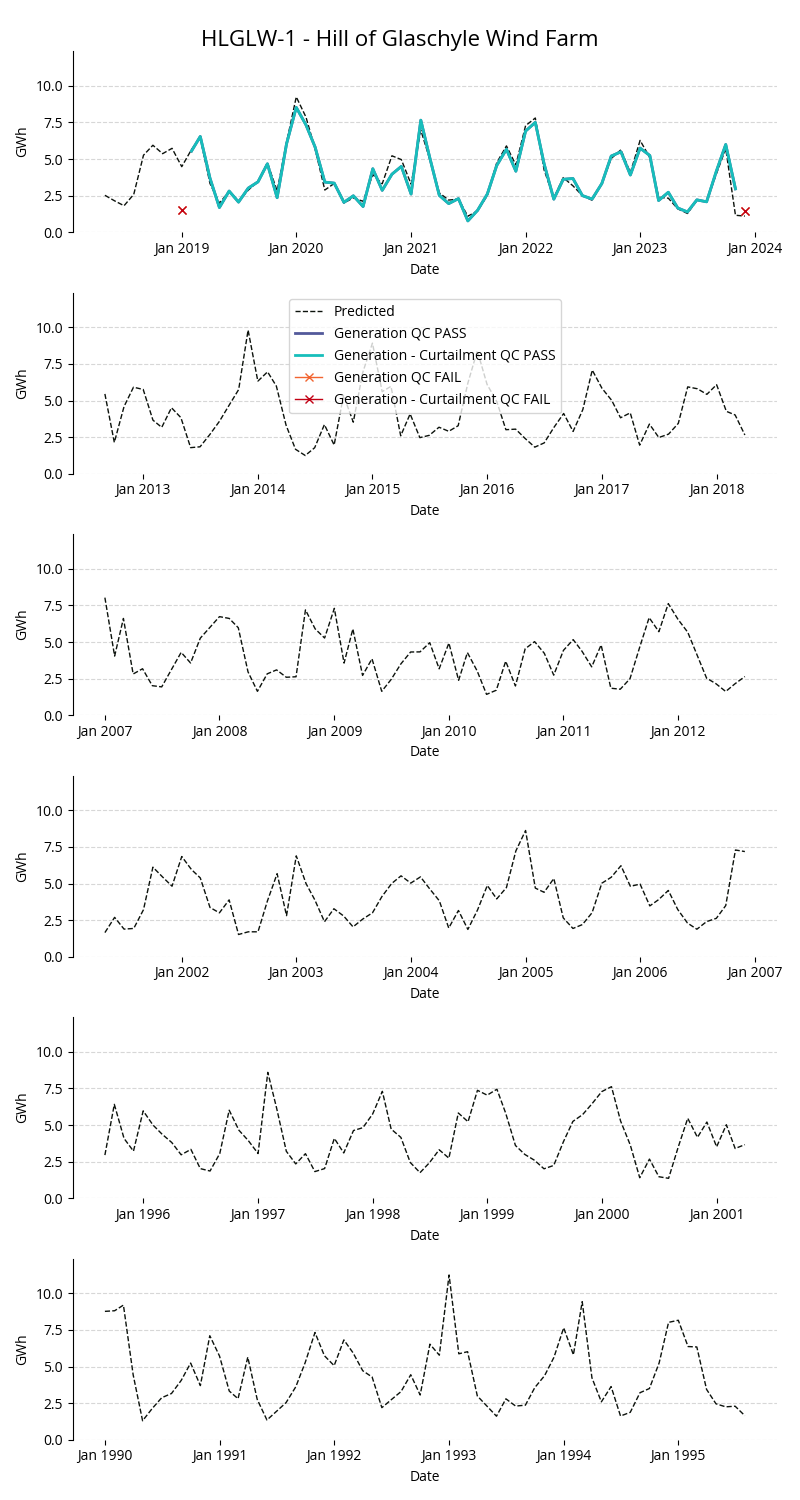 HLGLW-1 - Hill of Glaschyle Wind Farm
GWh
10.0
7.5
5.0
2.5
0.0
Jan 2019 Jan 2020 Jan 2021 Jan 2022 Jan 2023 Jan 2024
Date
GWh
10.0
7.5
5.0
2.5
0.0
Predicted
Generation QC PASS
Generation - Curtailment QC PASS
Generation QC FAIL
Generation - Curtailment QC FAIL
Jan 2013 Jan 2014 Jan 2015 Jan 2016 Jan 2017 Jan 2018
Date
GWh
10.0
7.5
5.0
2.5
0.0
Jan 2007 Jan 2008 Jan 2009 Jan 2010 Jan 2011 Jan 2012
Date
GWh
10.0
7.5
5.0
2.5
0.0
Jan 2002 Jan 2003 Jan 2004 Jan 2005 Jan 2006 Jan 2007
Date
GWh
10.0
7.5
5.0
2.5
0.0
Jan 1996 Jan 1997 Jan 1998 Jan 1999 Jan 2000 Jan 2001
Date
GWh
10.0
7.5
5.0
2.5
0.0
Jan 1990 Jan 1991 Jan 1992 Jan 1993 Jan 1994 Jan 1995
Date